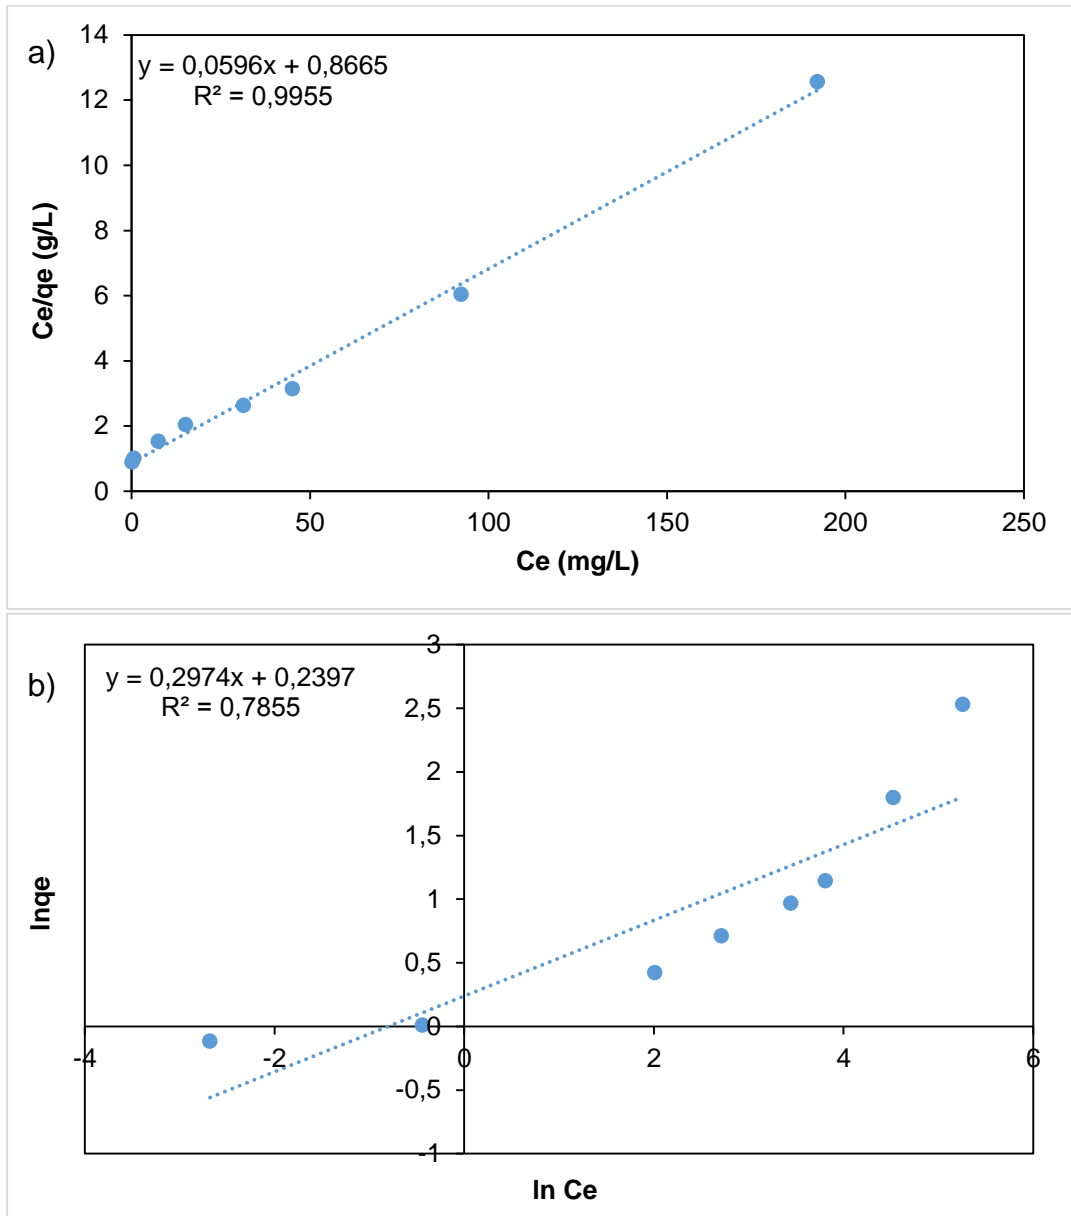 a)
y = 0,0596x + 0,8665
R² = 0,9955
14
12
10
8
6
4
2
0
0 50 100 150 200 250
Ce/qe (g/L)
Ce (mg/L)
b)
y = 0,2974x + 0,2397
R² = 0,7855
3
2,5
2
1,5
1
0,5
0
-0,5
-1
-4 -2 0 2 4 6
lnqe
ln Ce